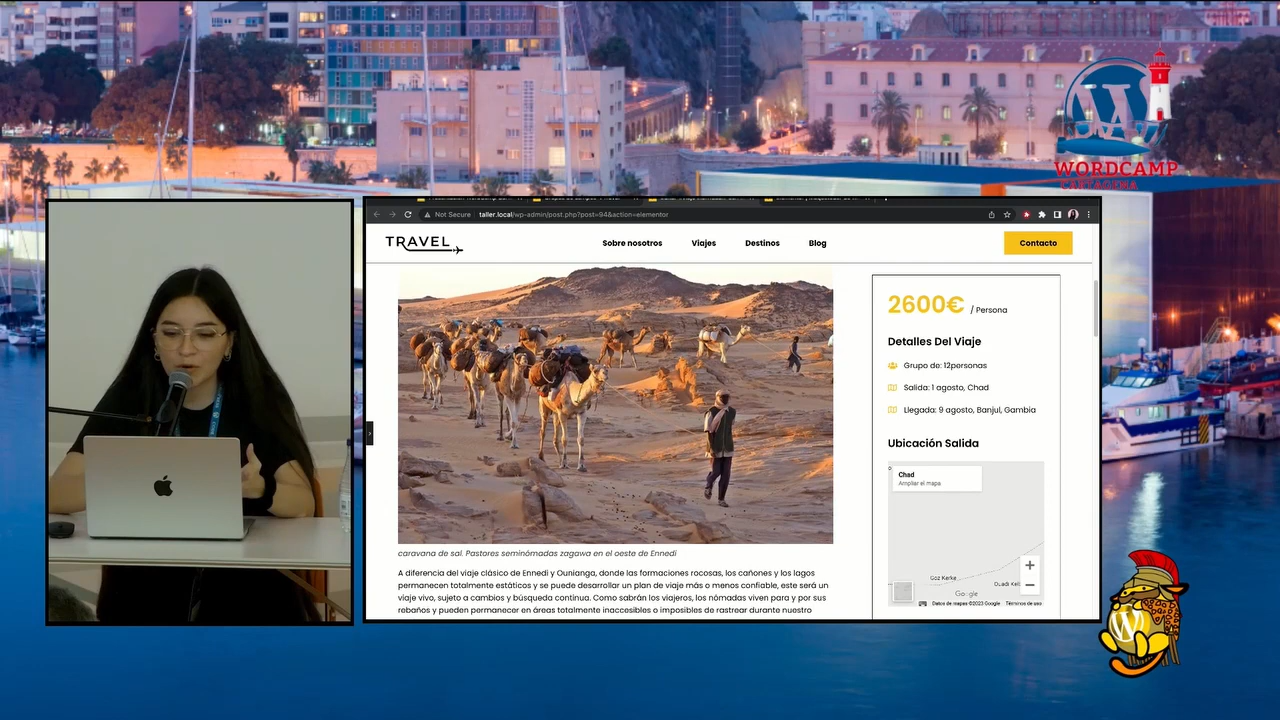 WORDCAMP
CARTAGENA
Not Secure
taller.local/wp-admin/post.php?post=94&action=elementor
TRAVEL
Sobre nosotros
Viajes
Destinos
Blog
Contacto
2600€ / Persona
Detalles Del Viaje
Grupo de: 12personas
Salida: 1 agosto, Chad
Llegada: 9 agosto, Banjul, Gambia
Ubicación Salida
Chad
Ampliar el mapa
Goz Kerke
Google
Datos de mapas ©2023 Google
Términos de uso
caravana de sal. Pastores seminómadas zagawa en el oeste de Ennedi
A diferencia del viaje clásico de Ennedi y Ounianga, donde las formaciones rocosas, los cañones y los lagos
permanecen totalmente estáticos y se puede desarrollar un plan de viaje más o menos confiable, este será un
viaje vivo, sujeto a cambios y búsqueda continua. Como sabrán los viajeros, los nómadas viven para y por sus
rebaños y pueden permanecer en áreas totalmente inaccesibles o imposibles de rastrear durante nuestro